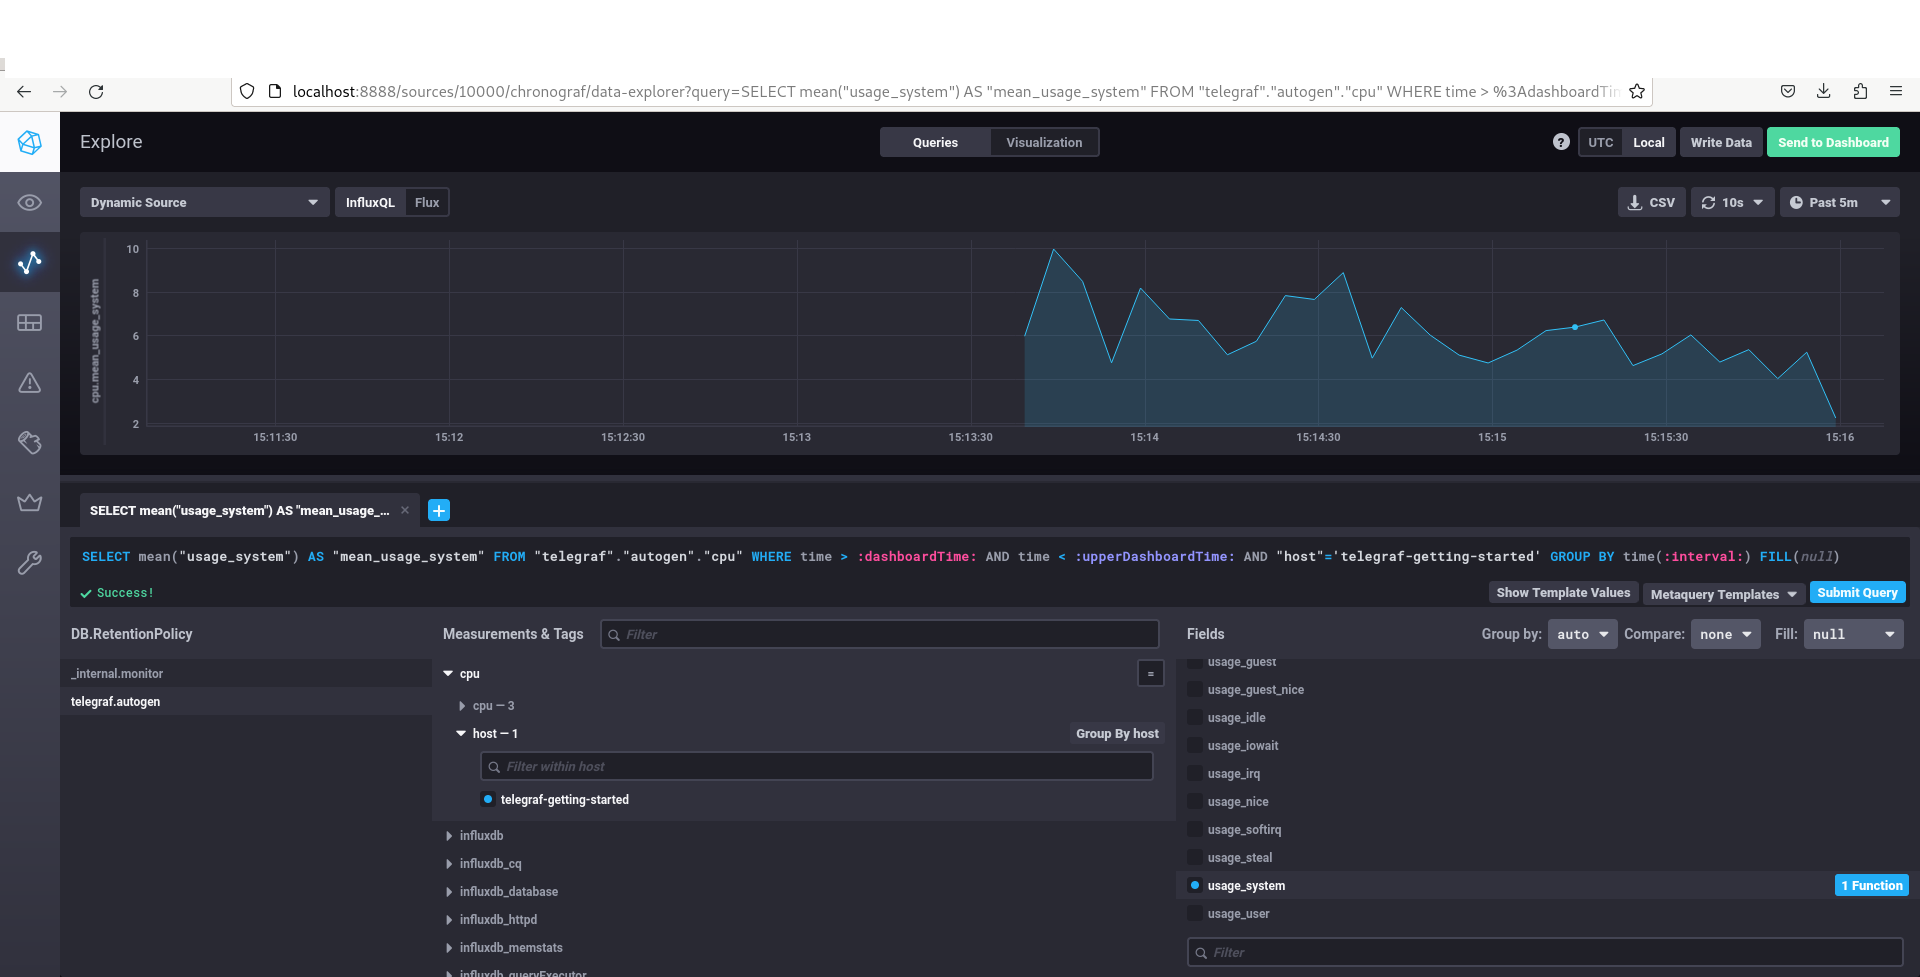 localhost:8888/sources/10000/chronograf/data-explorer?query=SELECT mean("usage_system") AS "mean_usage_system" FROM "telegraf"."autogen"."cpu" WHERE time > %3AdashboardTin
Explore
Queries Visualization
? UTC Local Write Data Send to Dashboard
Dynamic Source InfluxQL Flux
CSV 10s Past 5m
cpu.mean_usage_system
10
8
6
4
2
15:11:30 15:12 15:12:30 15:13 15:13:30 15:14 15:14:30 15:15 15:15:30 15:16
SELECT mean("usage_system") AS "mean_usage_... × +
SELECT mean("usage_system") AS "mean_usage_system" FROM "telegraf"."autogen"."cpu" WHERE time > :dashboardTime: AND time < :upperDashboardTime: AND "host"='telegraf-getting-started' GROUP BY time(:interval:) FILL(null)
Success!
Show Template Values Metaquery Templates Submit Query
DB.RetentionPolicy
_internal.monitor
telegraf.autogen
Measurements & Tags Filter
cpu =
cpu — 3
host — 1 Group By host
Filter within host
telegraf-getting-started
influxdb
influxdb_cq
influxdb_database
influxdb_httpd
influxdb_memstats
influxdb_queryExecutor
Fields Group by: auto Compare: none Fill: null
usage_guest
usage_guest_nice
usage_idle
usage_iowait
usage_irq
usage_nice
usage_softirq
usage_steal
usage_system 1 Function
usage_user
Filter